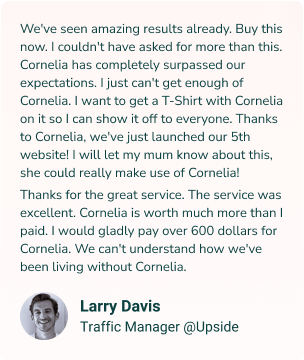 We've seen amazing results already. Buy this
now. I couldn't have asked for more than this.
Cornelia has completely surpassed our
expectations. I just can't get enough of
Cornelia. I want to get a T-Shirt with Cornelia
on it so I can show it off to everyone. Thanks
to Cornelia, we've just launched our 5th
website! I will let my mum know about this,
she could really make use of Cornelia!
Thanks for the great service. The service was
excellent. Cornelia is worth much more than I
paid. I would gladly pay over 600 dollars for
Cornelia. We can't understand how we've
been living without Cornelia.
Larry Davis
Traffic Manager @Upside